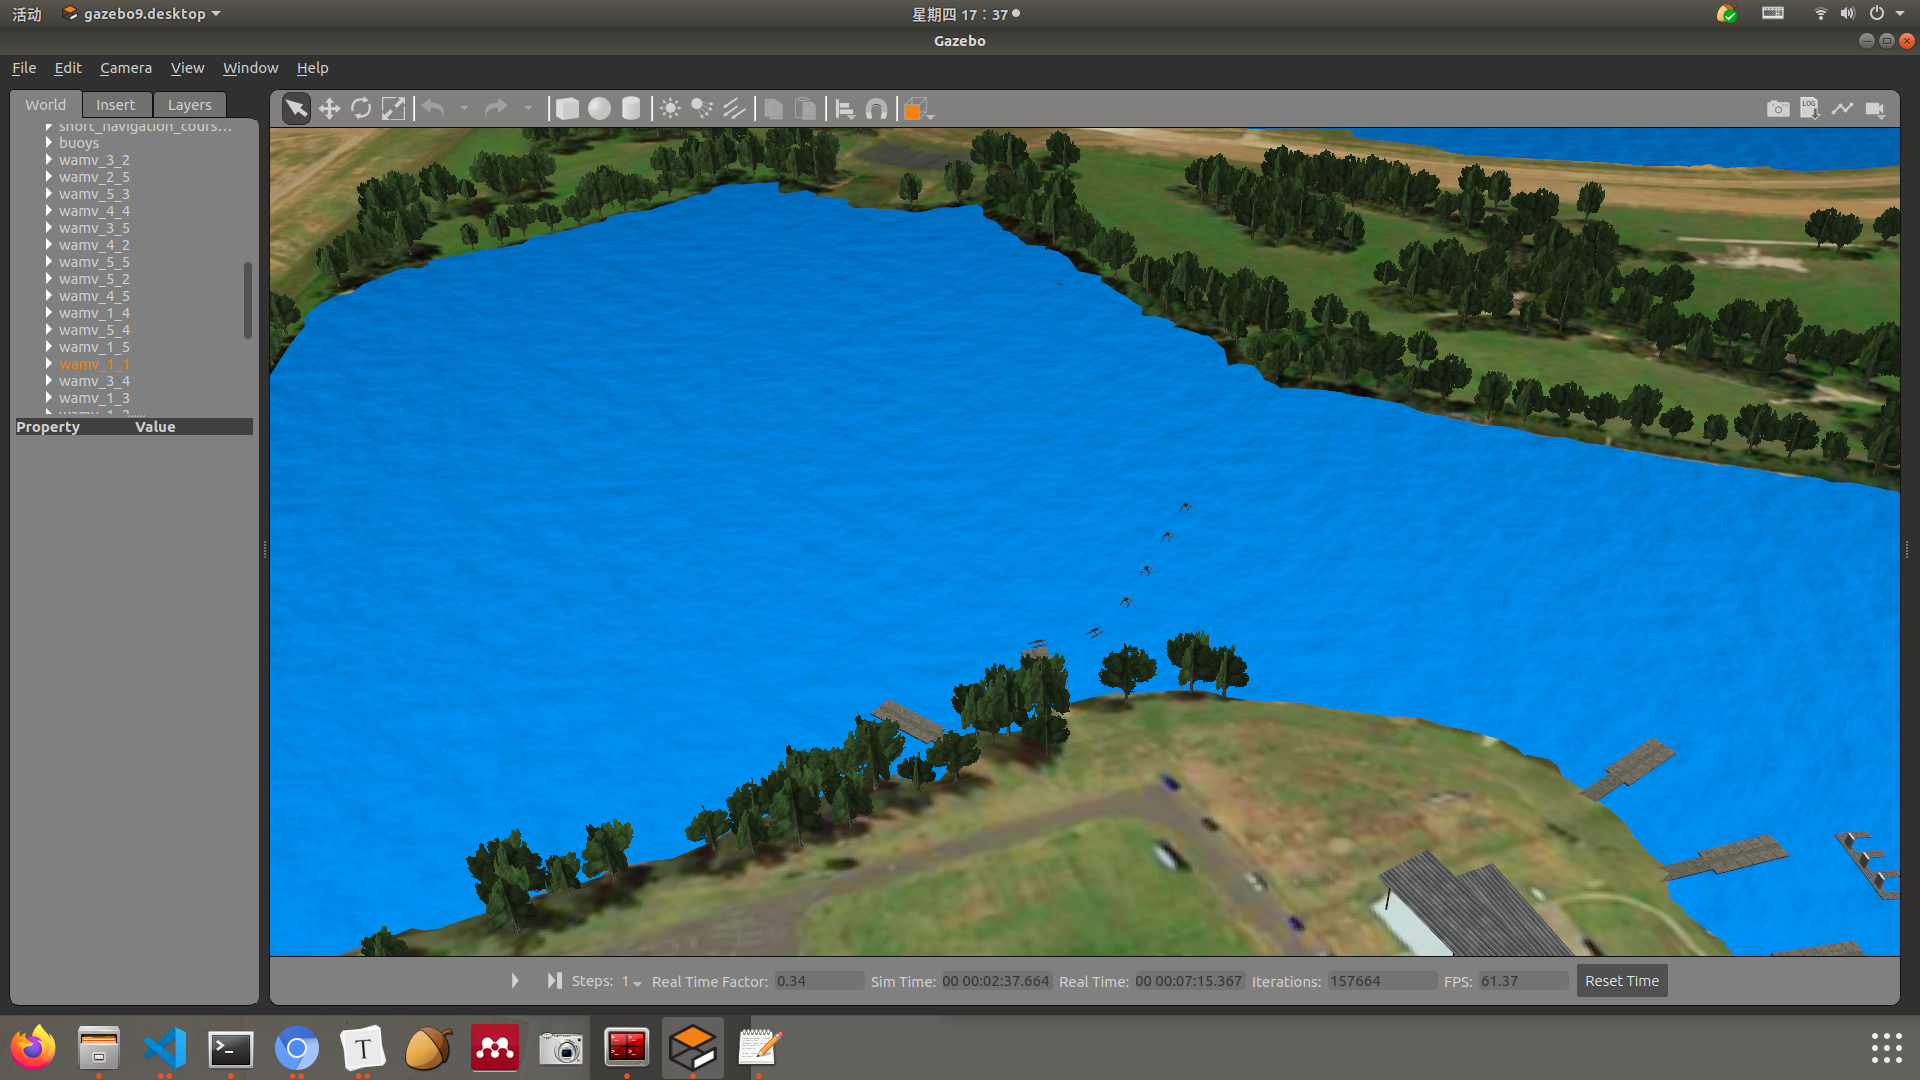 活动 gazebo9.desktop 星期四 17：37
Gazebo
File Edit Camera View Window Help
World Insert Layers
short_navigation_cours...
buoys
wamv_3_2
wamv_2_5
wamv_5_3
wamv_4_4
wamv_3_5
wamv_4_2
wamv_5_5
wamv_5_2
wamv_4_5
wamv_1_4
wamv_5_4
wamv_1_5
wamv_1_1
wamv_3_4
wamv_1_3
Property Value
LOG
Steps: 1 Real Time Factor: 0.34 Sim Time: 00 00:02:37.664 Real Time: 00 00:07:15.367 Iterations: 157664 FPS: 61.37 Reset Time
T